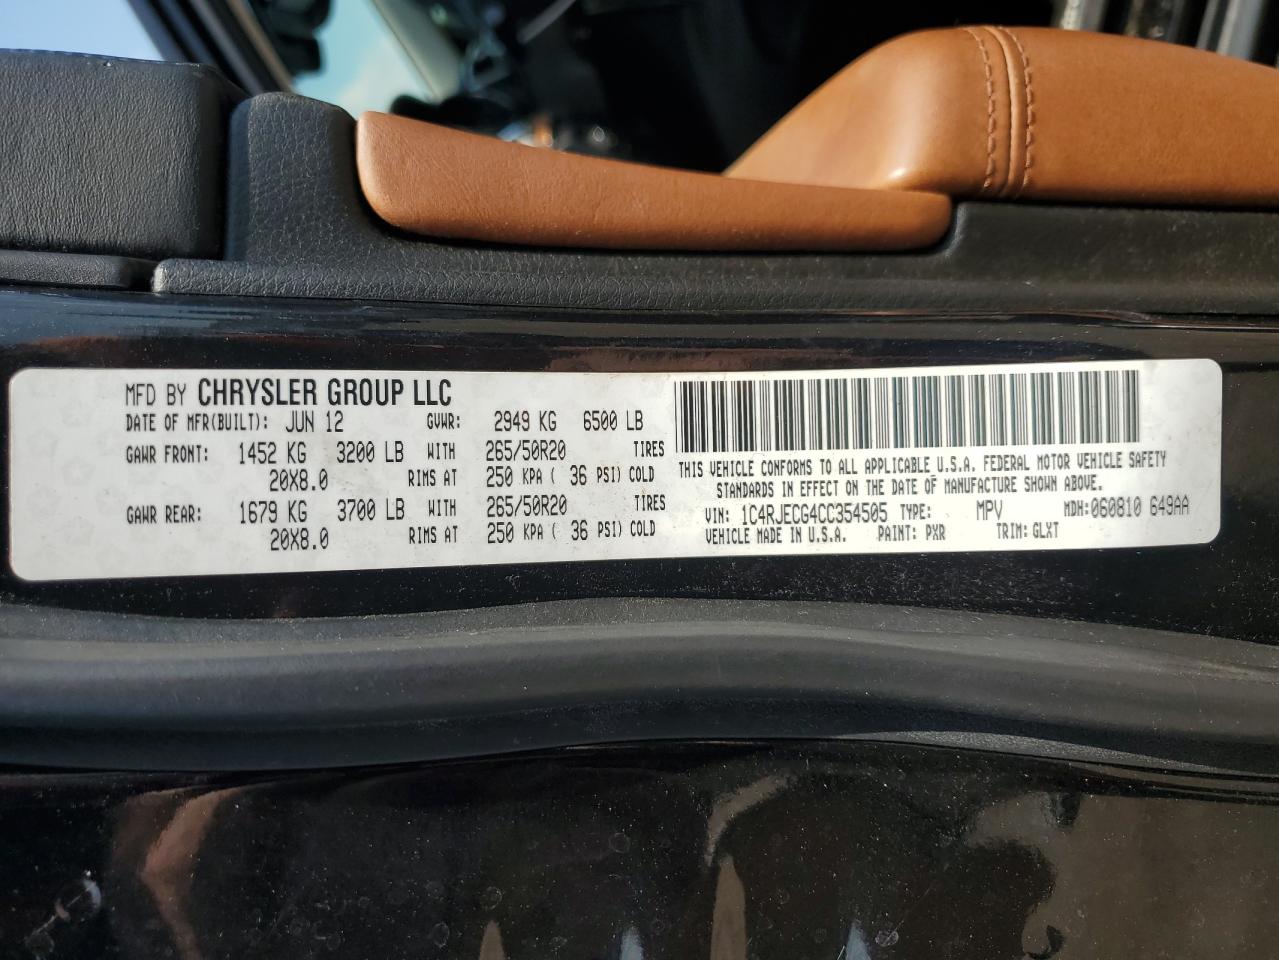 MFD BY CHRYSLER GROUP LLC
DATE OF MFR(BUILT): JUN 12 GVWR: 2949 KG 6500 LB
GAWR FRONT: 1452 KG 3200 LB WITH 265/50R20 TIRES
20X8.0 RIMS AT 250 KPA ( 36 PSI) COLD
GAWR REAR: 1679 KG 3700 LB WITH 265/50R20 TIRES
20X8.0 RIMS AT 250 KPA ( 36 PSI) COLD
THIS VEHICLE CONFORMS TO ALL APPLICABLE U.S.A. FEDERAL MOTOR VEHICLE SAFETY
STANDARDS IN EFFECT ON THE DATE OF MANUFACTURE SHOWN ABOVE.
VIN: 1C4RJECG4CC354505 TYPE: MPV MDH:060810 649AA
VEHICLE MADE IN U.S.A. PAINT: PXR TRIM: GLXT